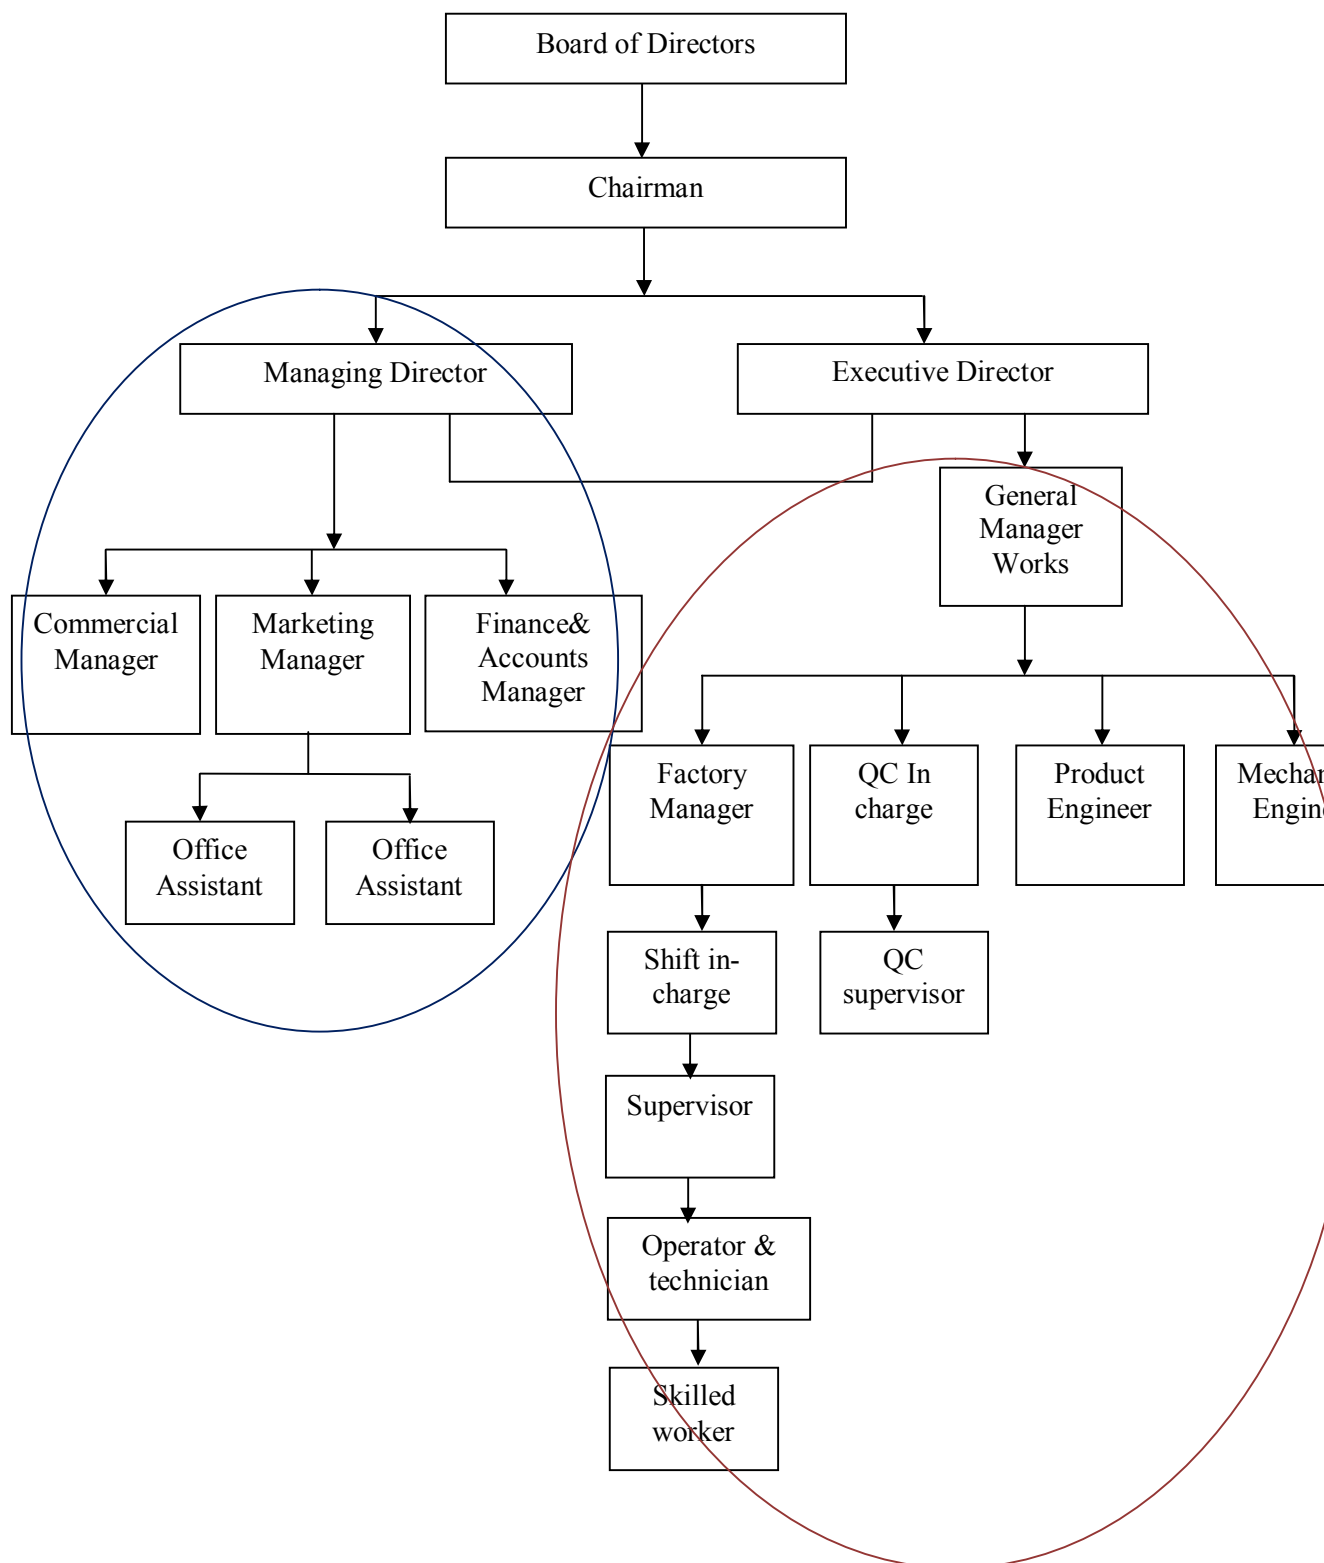 Board of Directors
Chairman
Managing Director
Executive Director
General
Manager
Works
Commercial
Manager
Marketing
Manager
Finance&
Accounts
Manager
Factory
Manager
QC In
charge
Product
Engineer
Office
Assistant
Office
Assistant
Shift in-
charge
QC
supervisor
Supervisor
Operator &
technician
Skilled
worker